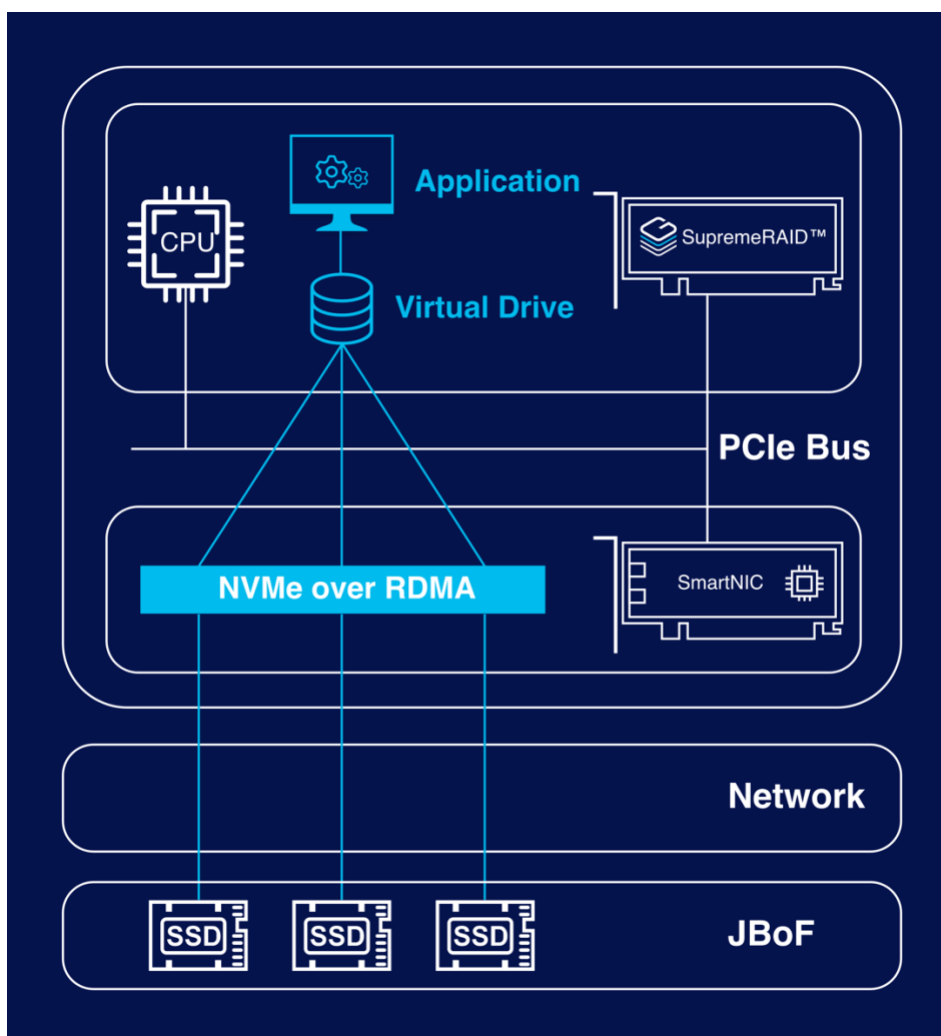 Application
CPU
SupremeRAID™
Virtual Drive
PCIe Bus
NVMe over RDMA
SmartNIC
Network
SSD
SSD
SSD
JBoF